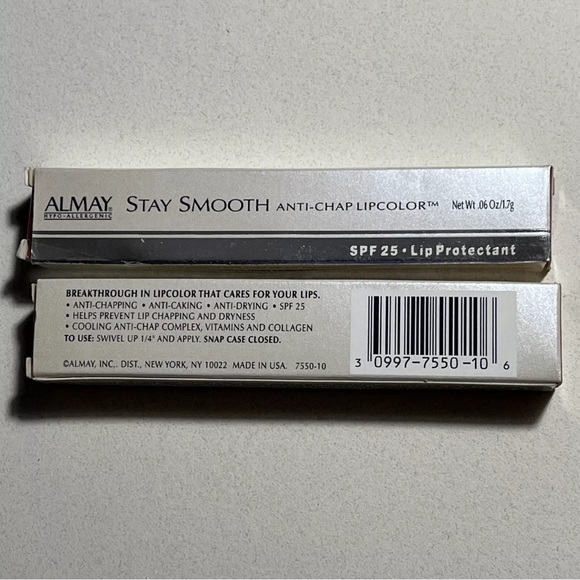 ALMAY®
HYPO-ALLERGENIC
STAY SMOOTH ANTI-CHAP LIPCOLOR™ Net Wt .06 Oz/1.7g
SPF 25 • Lip Protectant
BREAKTHROUGH IN LIPCOLOR THAT CARES FOR YOUR LIPS.
• ANTI-CHAPPING • ANTI-CAKING • ANTI-DRYING • SPF 25
• HELPS PREVENT LIP CHAPPING AND DRYNESS
• COOLING ANTI-CHAP COMPLEX, VITAMINS AND COLLAGEN
TO USE: SWIVEL UP 1/4" AND APPLY. SNAP CASE CLOSED.
©ALMAY, INC., DIST., NEW YORK, NY 10022 MADE IN USA. 7550-10
3 0997-7550-10 6